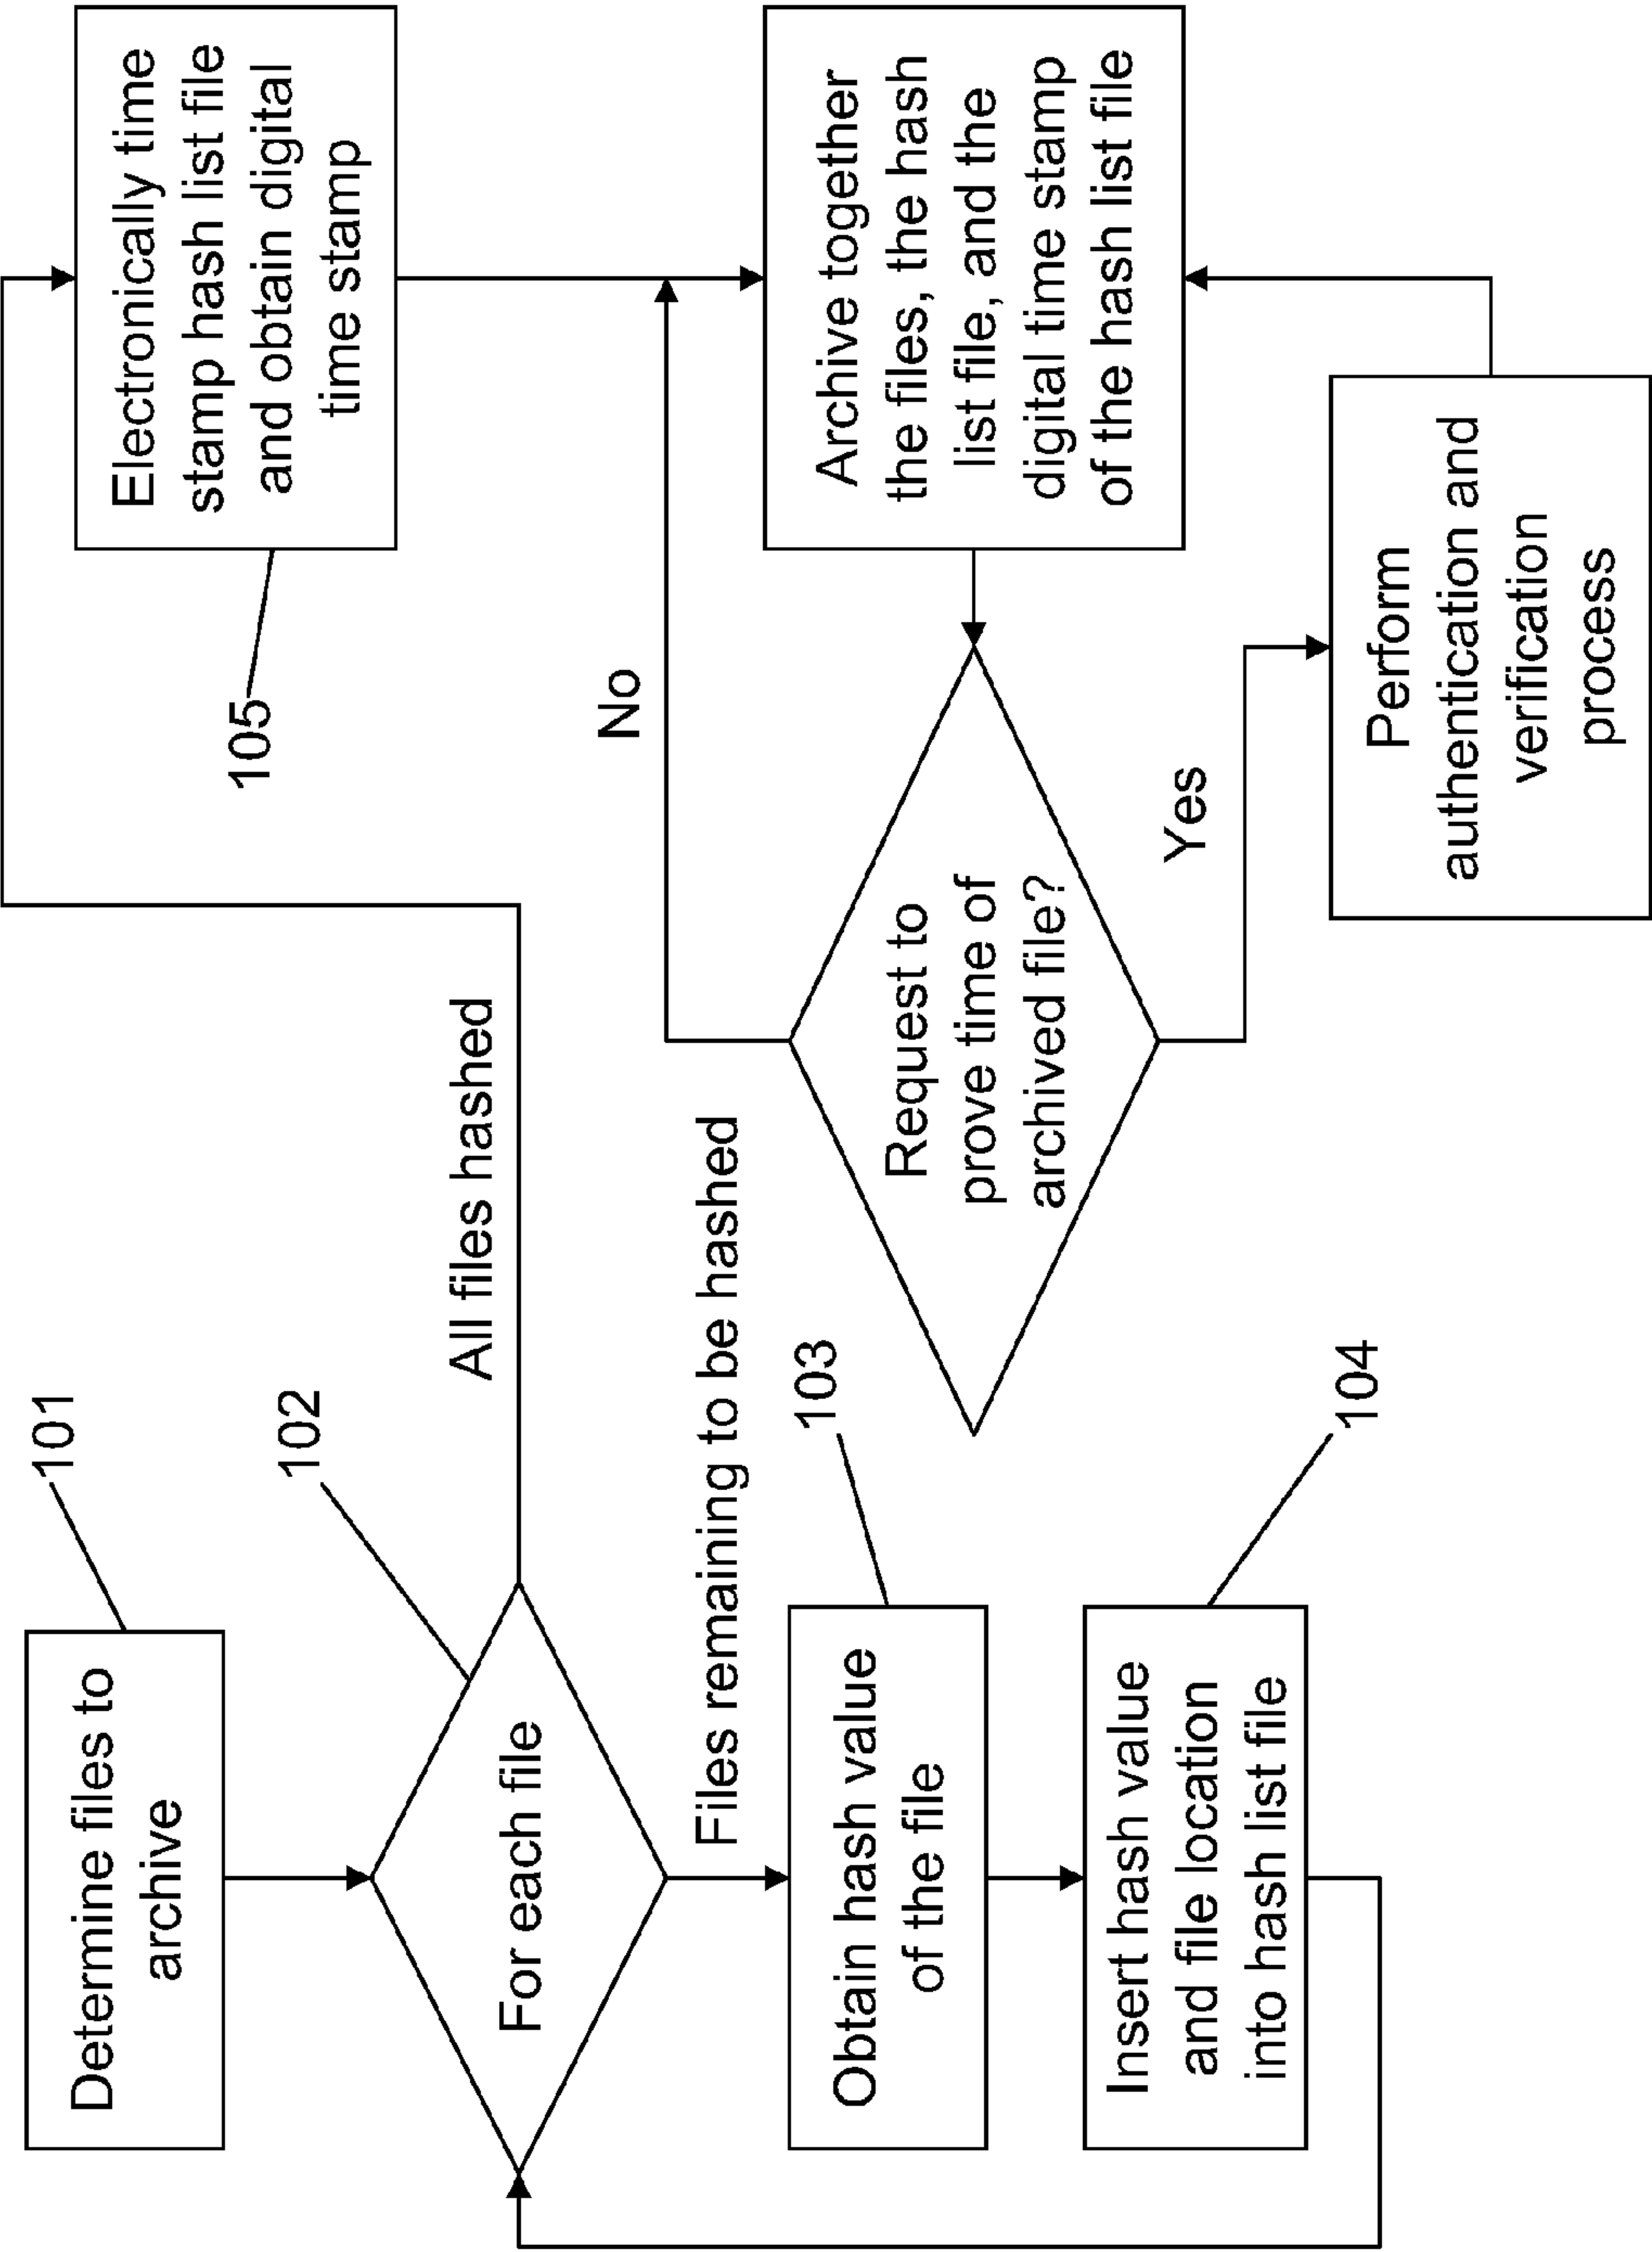 Determine files to
archive
101
For each file
102
All files hashed
Files remaining to be hashed
Obtain hash value
of the file
103
Insert hash value
and file location
into hash list file
104
Electronically time
stamp hash list file
and obtain digital
time stamp
105
Archive together
the files, the hash
list file, and the
digital time stamp
of the hash list file
Request to
prove time of
archived file?
No
Yes
Perform
authentication and
verification
process